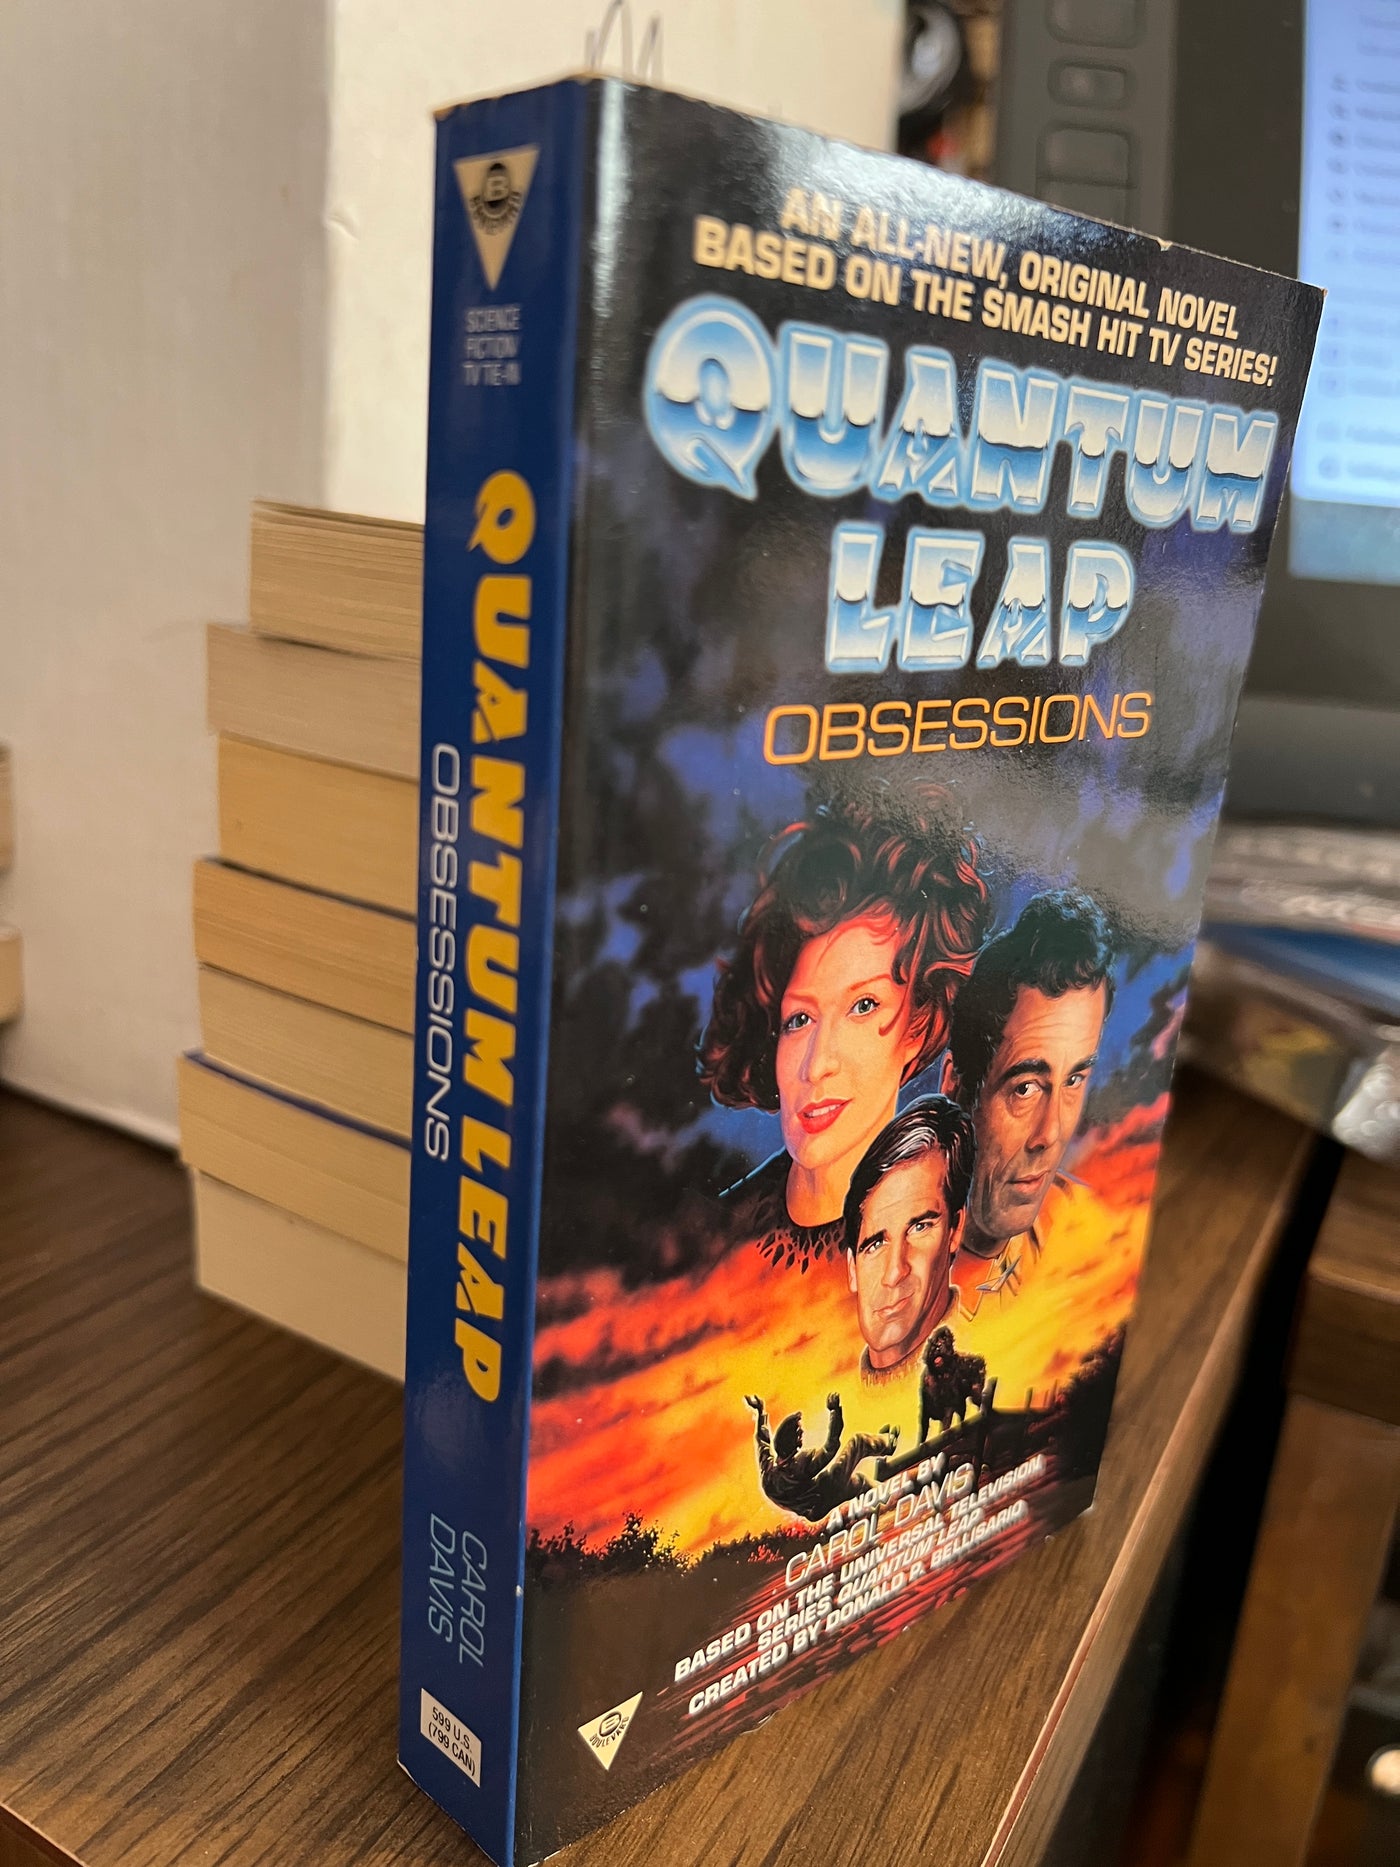 B
SCIENCE
FICTION
TV TIE-IN
QUANTUM LEAP
OBSESSIONS
CAROL
DAVIS
599 U.S.
(799 CAN)
AN ALL-NEW, ORIGINAL NOVEL
BASED ON THE SMASH HIT TV SERIES!
QUANTUM
LEAP
OBSESSIONS
A NOVEL BY
CAROL DAVIS
BASED ON THE UNIVERSAL TELEVISION
SERIES QUANTUM LEAP
CREATED BY DONALD P. BELLISARIO
B
BOULEVARD